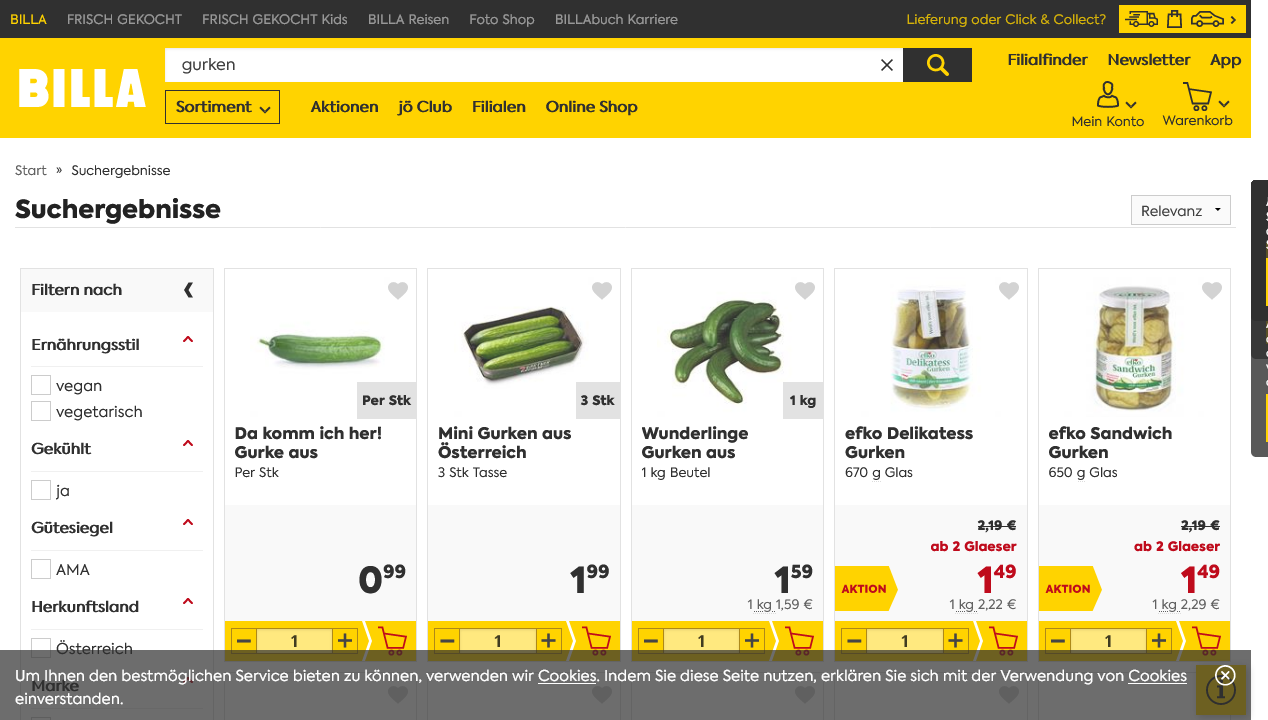 BILLA FRISCH GEKOCHT FRISCH GEKOCHT Kids BILLA Reisen Foto Shop BILLAbuch Karriere Lieferung oder Click & Collect?
BILLA
gurken
Filialfinder Newsletter App
Sortiment Aktionen jö Club Filialen Online Shop
Mein Konto Warenkorb
Start » Suchergebnisse
Suchergebnisse
Relevanz
Filtern nach
Ernährungsstil
vegan
vegetarisch
Gekühlt
ja
Gütesiegel
AMA
Herkunftsland
Österreich
Marke
Per Stk
Da komm ich her!
Gurke aus
Per Stk
0 99
1
3 Stk
Mini Gurken aus
Österreich
3 Stk Tasse
1 99
1
1 kg
Wunderlinge
Gurken aus
1 kg Beutel
1 59
1 kg 1,59 €
1
efko
Delikatess
Gurken
efko Delikatess
Gurken
670 g Glas
2,19 €
ab 2 Glaeser
AKTION
1 49
1 kg 2,22 €
1
efko
Sandwich
Gurken
efko Sandwich
Gurken
650 g Glas
2,19 €
ab 2 Glaeser
AKTION
1 49
1 kg 2,29 €
1
Um Ihnen den bestmöglichen Service bieten zu können, verwenden wir Cookies. Indem Sie diese Seite nutzen, erklären Sie sich mit der Verwendung von Cookies
einverstanden.